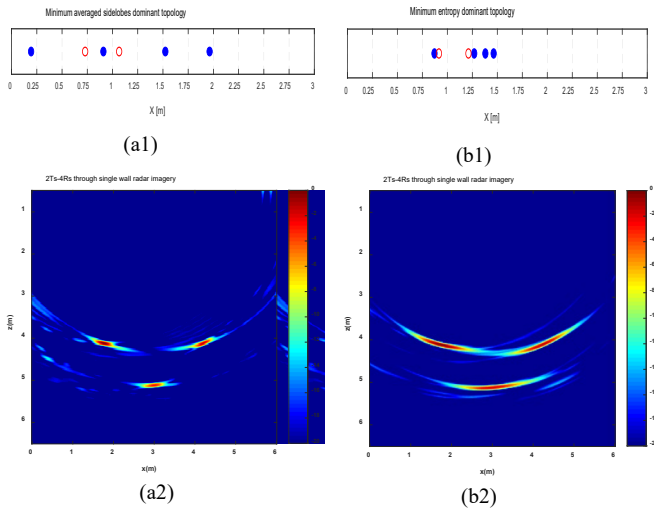 Minimum averaged sidelobes dominant topology
0 0.25 0.5 0.75 1 1.25 1.5 1.75 2 2.25 2.5 2.75 3
X [m]
(a1)
Minimum entropy dominant topology
0 0.25 0.5 0.75 1 1.25 1.5 1.75 2 2.25 2.5 2.75 3
X [m]
(b1)
2Ts-4Rs through single wall radar imagery
1
2
3
4
5
6
z(m)
0 1 2 3 4 5 6
x(m)
0
(a2)
2Ts-4Rs through single wall radar imagery
1
2
3
4
5
6
z(m)
0 1 2 3 4 5 6
x(m)
0
(b2)